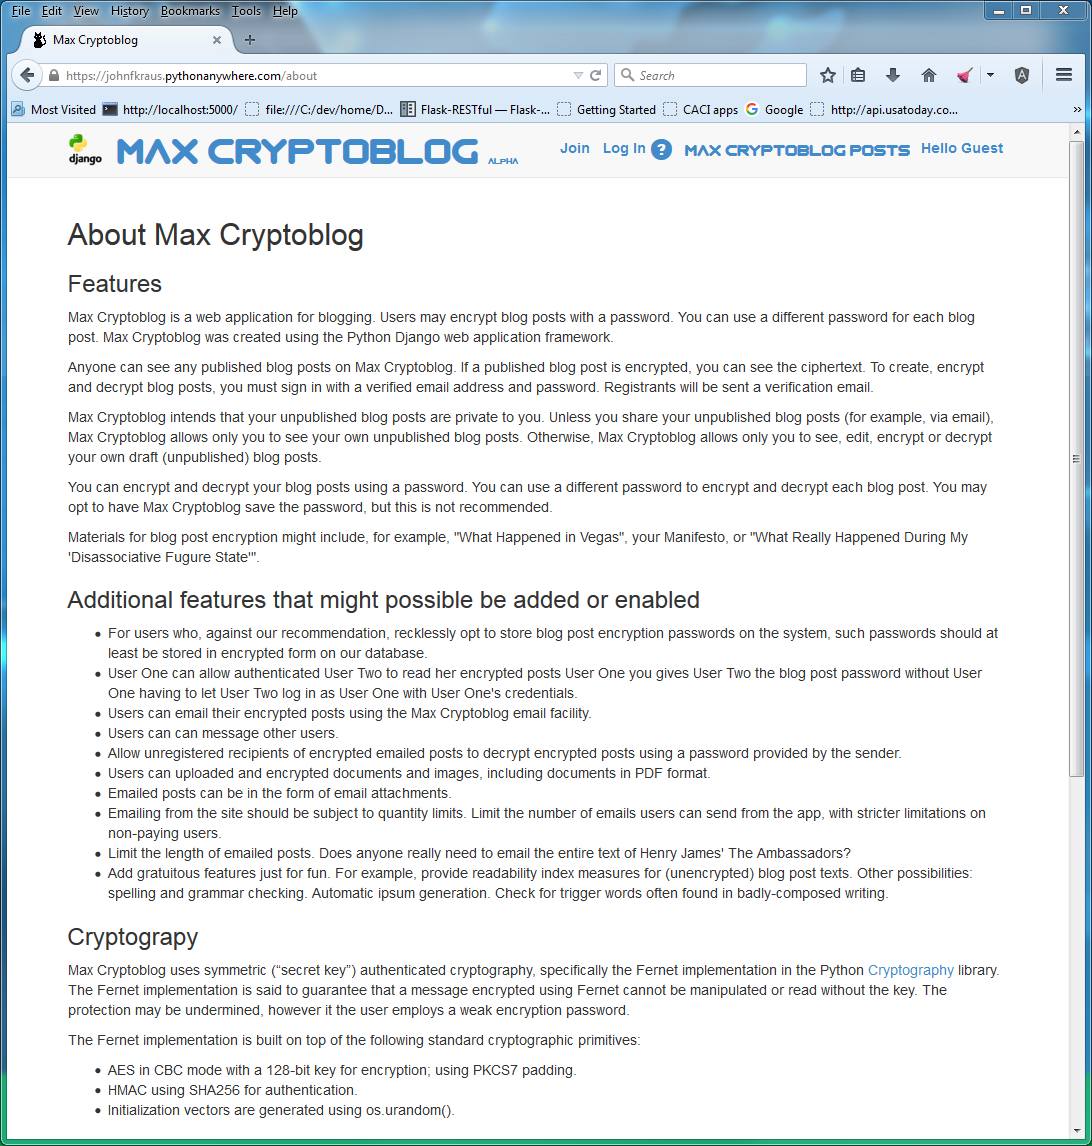 File Edit View History Bookmarks Tools Help
Max Cryptoblog
https://johnfkraus.pythonanywhere.com/about
Search
Most Visited http://localhost:5000/ file:///C:/dev/home/D... Flask-RESTful — Flask-... Getting Started CACI apps Google http://api.usatoday.co... »
django MAX CRYPTOBLOG ALPHA Join Log In ? MAX CRYPTOBLOG POSTS Hello Guest
About Max Cryptoblog
Features
Max Cryptoblog is a web application for blogging. Users may encrypt blog posts with a password. You can use a different password for each blog
post. Max Cryptoblog was created using the Python Django web application framework.
Anyone can see any published blog posts on Max Cryptoblog. If a published blog post is encrypted, you can see the ciphertext. To create, encrypt
and decrypt blog posts, you must sign in with a verified email address and password. Registrants will be sent a verification email.
Max Cryptoblog intends that your unpublished blog posts are private to you. Unless you share your unpublished blog posts (for example, via email),
Max Cryptoblog allows only you to see your own unpublished blog posts. Otherwise, Max Cryptoblog allows only you to see, edit, encrypt or decrypt
your own draft (unpublished) blog posts.
You can encrypt and decrypt your blog posts using a password. You can use a different password to encrypt and decrypt each blog post. You may
opt to have Max Cryptoblog save the password, but this is not recommended.
Materials for blog post encryption might include, for example, "What Happened in Vegas", your Manifesto, or "What Really Happened During My
'Disassociative Fugure State'".
Additional features that might possible be added or enabled
• For users who, against our recommendation, recklessly opt to store blog post encryption passwords on the system, such passwords should at
least be stored in encrypted form on our database.
• User One can allow authenticated User Two to read her encrypted posts User One you gives User Two the blog post password without User
One having to let User Two log in as User One with User One's credentials.
• Users can email their encrypted posts using the Max Cryptoblog email facility.
• Users can can message other users.
• Allow unregistered recipients of encrypted emailed posts to decrypt encrypted posts using a password provided by the sender.
• Users can uploaded and encrypted documents and images, including documents in PDF format.
• Emailed posts can be in the form of email attachments.
• Emailing from the site should be subject to quantity limits. Limit the number of emails users can send from the app, with stricter limitations on
non-paying users.
• Limit the length of emailed posts. Does anyone really need to email the entire text of Henry James' The Ambassadors?
• Add gratuitous features just for fun. For example, provide readability index measures for (unencrypted) blog post texts. Other possibilities:
spelling and grammar checking. Automatic ipsum generation. Check for trigger words often found in badly-composed writing.
Cryptograpy
Max Cryptoblog uses symmetric (“secret key”) authenticated cryptography, specifically the Fernet implementation in the Python Cryptography library.
The Fernet implementation is said to guarantee that a message encrypted using Fernet cannot be manipulated or read without the key. The
protection may be undermined, however it the user employs a weak encryption password.
The Fernet implementation is built on top of the following standard cryptographic primitives:
• AES in CBC mode with a 128-bit key for encryption; using PKCS7 padding.
• HMAC using SHA256 for authentication.
• Initialization vectors are generated using os.urandom().